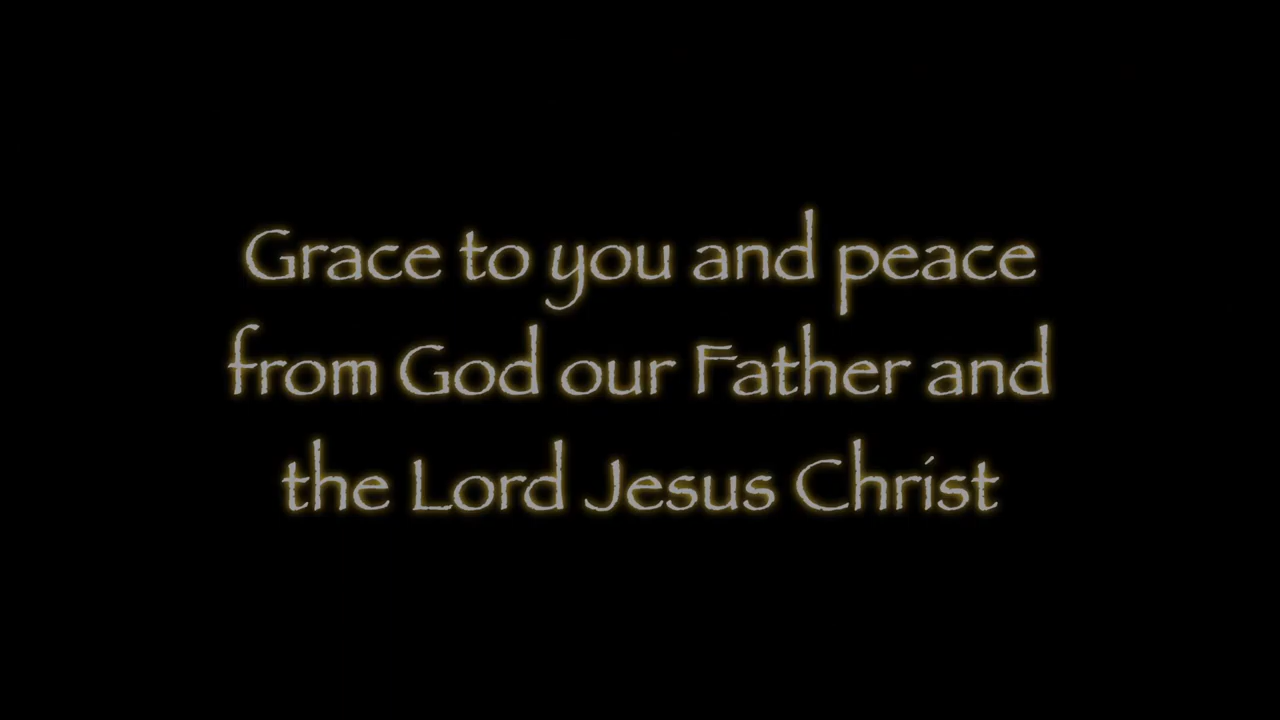 Grace to you and peace
from God our Father and
the Lord Jesus Christ